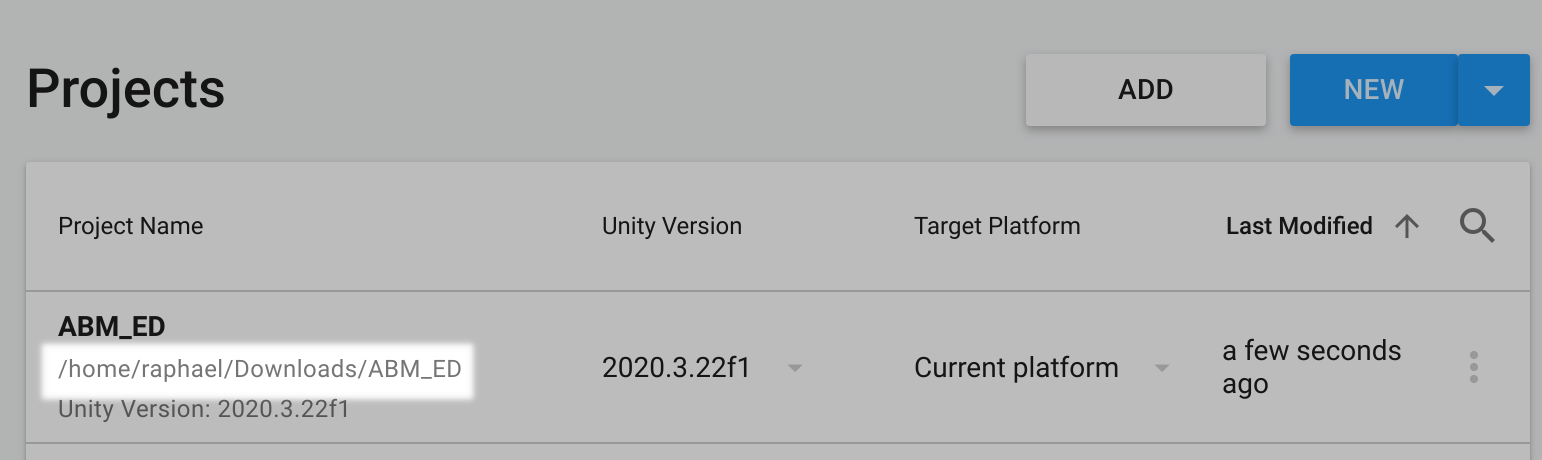 Projects
ADD
NEW
Project Name
Unity Version
Target Platform
Last Modified
ABM_ED
/home/raphael/Downloads/ABM_ED
Unity Version: 2020.3.22f1
2020.3.22f1
Current platform
a few seconds
ago